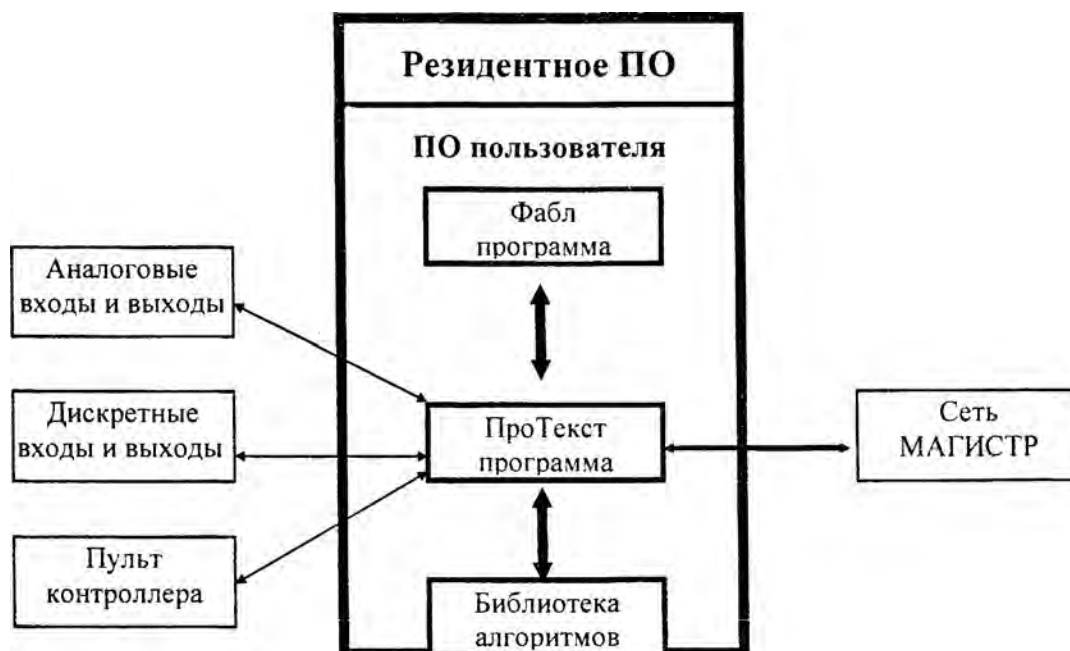 Резидентное ПО
ПО пользователя
Фабл
программа
Аналоговые
входы и выходы
Дискретные
входы и выходы
ПроТекст
программа
Сеть
МАГИСТР
Пульт
контроллера
Библиотека
алгоритмов